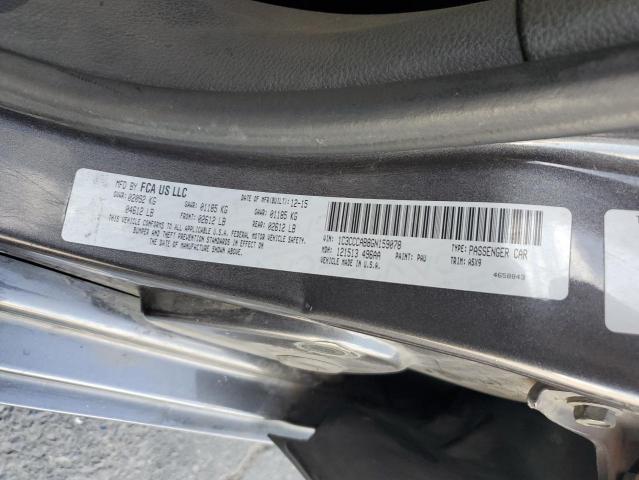 MFD BY FCA US LLC
DATE OF MFR(BUILT): 12-15
GVWR: 02092 KG
GAWR: 01185 KG
GAWR: 01185 KG
04612 LB
FRONT: 02612 LB
REAR: 02612 LB
THIS VEHICLE CONFORMS TO ALL APPLICABLE U.S.A. FEDERAL MOTOR VEHICLE SAFETY,
BUMPER AND THEFT PREVENTION STANDARDS IN EFFECT ON
THE DATE OF MANUFACTURE SHOWN ABOVE.
VIN: 1C3CCCAB8GN159078
TYPE: PASSENGER CAR
MDH: 121513 496AA
PAINT: PAU
TRIM: A5X9
VEHICLE MADE IN U.S.A.
4658843